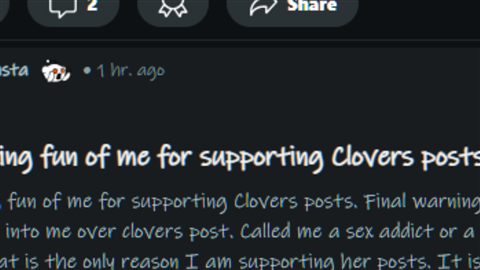 2 Share
sta • 1 hr. ago
ing fun of me for supporting Clovers posts
fun of me for supporting Clovers posts. Final warning
into me over clovers post. Called me a sex addict or a
at is the only reason I am supporting her posts. It is